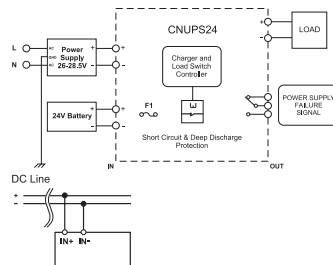 CNUPS24
L
N
AC
GND
AC
Power
Supply
26-28.5V
+
+
-
-
24V Battery
+
+
-
-
F1
Charger and
Load Switch
Controller
Short Circuit & Deep Discharge
Protection
IN
OUT
+
-
LOAD
POWER SUPPLY
FAILURE
SIGNAL
DC Line
+
-
IN+ IN-